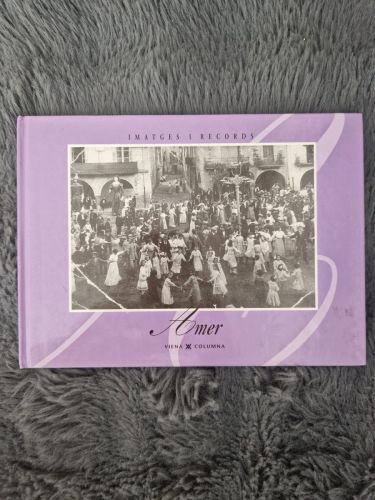 IMATGES I RECORDS
Amer
VIENA COLUMNA